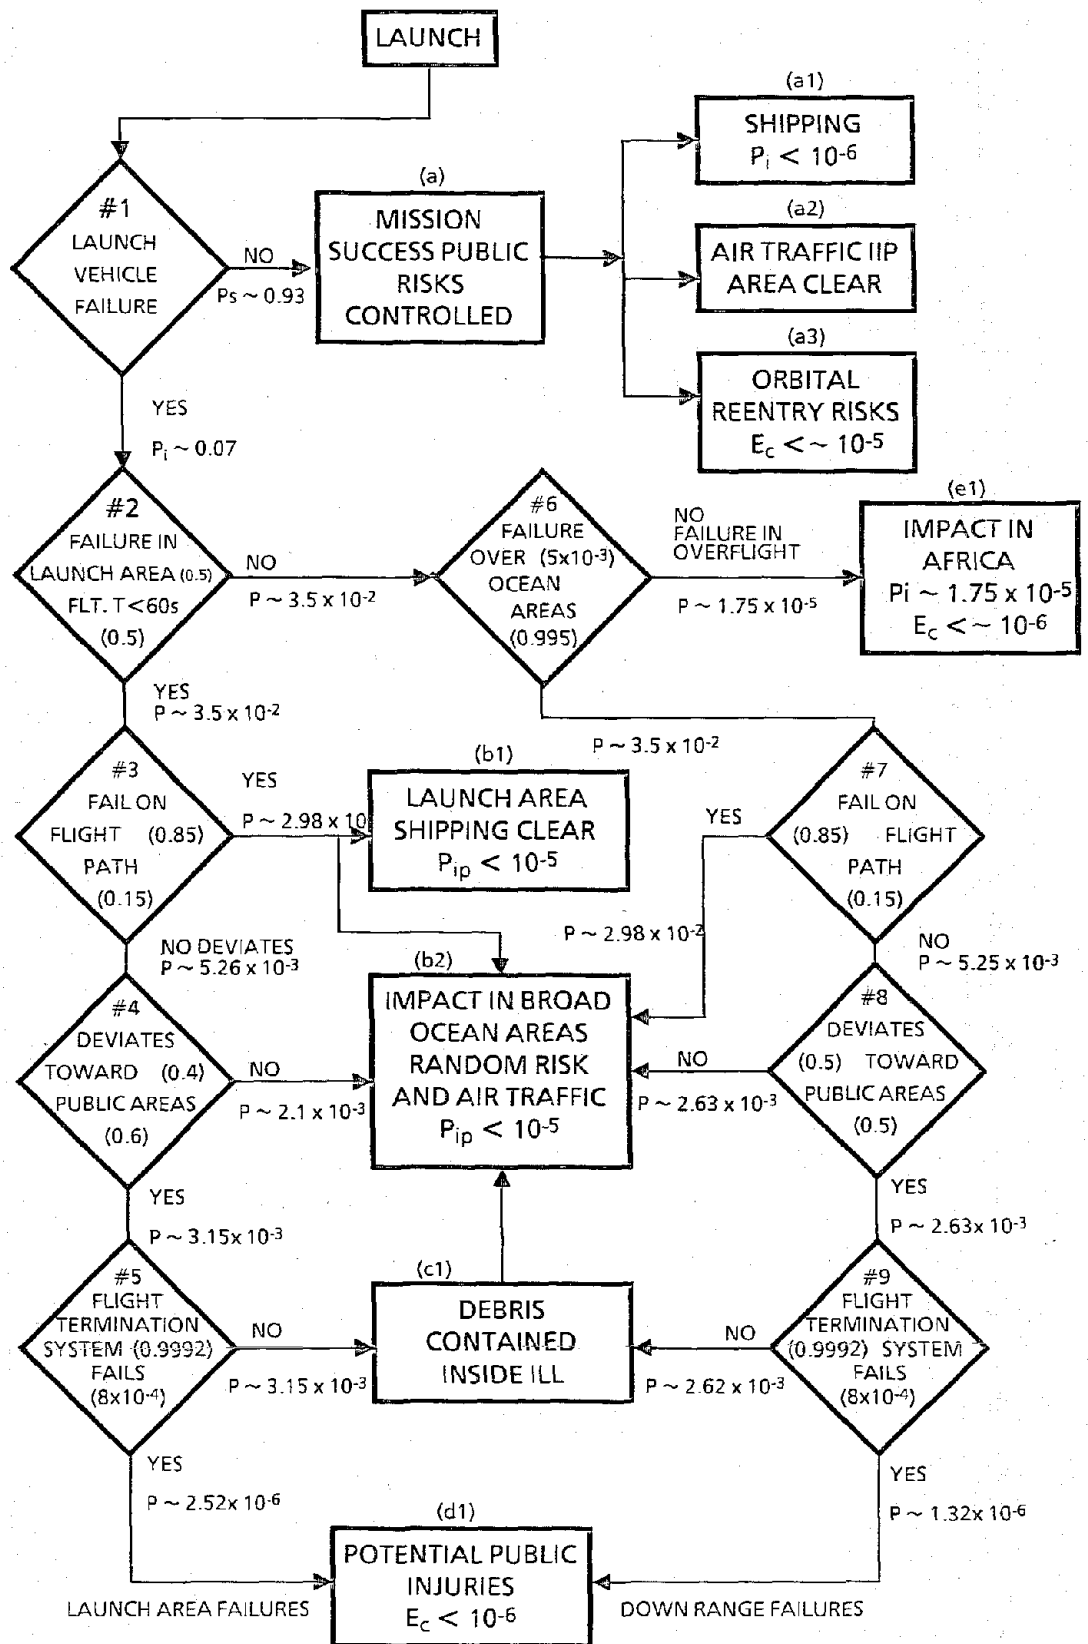 LAUNCH
(a1)
SHIPPING
Pi < 10-6
(a)
MISSION
SUCCESS PUBLIC
RISKS
CONTROLLED
(a2)
AIR TRAFFIC IIP
AREA CLEAR
(a3)
ORBITAL
REENTRY RISKS
Ec < ~ 10-5
#1
LAUNCH
VEHICLE
FAILURE
NO
Ps ~ 0.93
YES
Pi ~ 0.07
#2
FAILURE IN
LAUNCH AREA (0.5)
FLT. T<60s
(0.5)
NO
P ~ 3.5 x 10-2
#6
FAILURE
OVER (5x10-3)
OCEAN
AREAS
(0.995)
NO
FAILURE IN
OVERFLIGHT
P ~ 1.75 x 10-5
(e1)
IMPACT IN
AFRICA
Pi ~ 1.75 x 10-5
Ec < ~ 10-6
YES
P ~ 3.5 x 10-2
P ~ 3.5 x 10-2
#3
FAIL ON
FLIGHT (0.85)
PATH
(0.15)
YES
P ~ 2.98 x 10
(b1)
LAUNCH AREA
SHIPPING CLEAR
Pip < 10-5
YES
#7
FAIL ON
(0.85) FLIGHT
PATH
(0.15)
P ~ 2.98 x 10-2
NO DEVIATES
P ~ 5.26 x 10-3
NO
P ~ 5.25 x 10-3
(b2)
IMPACT IN BROAD
OCEAN AREAS
RANDOM RISK
AND AIR TRAFFIC
Pip < 10-5
#4
DEVIATES
TOWARD (0.4)
PUBLIC AREAS
(0.6)
NO
P ~ 2.1 x 10-3
NO
P ~ 2.63 x 10-3
#8
DEVIATES
(0.5) TOWARD
PUBLIC AREAS
(0.5)
YES
P ~ 3.15x 10-3
YES
P ~ 2.63x 10-3
#5
FLIGHT
TERMINATION
SYSTEM (0.9992)
FAILS
(8x10-4)
NO
P ~ 3.15 x 10-3
(c1)
DEBRIS
CONTAINED
INSIDE ILL
NO
P ~ 2.62 x 10-3
#9
FLIGHT
TERMINATION
(0.9992) SYSTEM
FAILS
(8x10-4)
YES
P ~ 2.52x 10-6
YES
P ~ 1.32x 10-6
(d1)
POTENTIAL PUBLIC
INJURIES
Ec < 10-6
LAUNCH AREA FAILURES
DOWN RANGE FAILURES